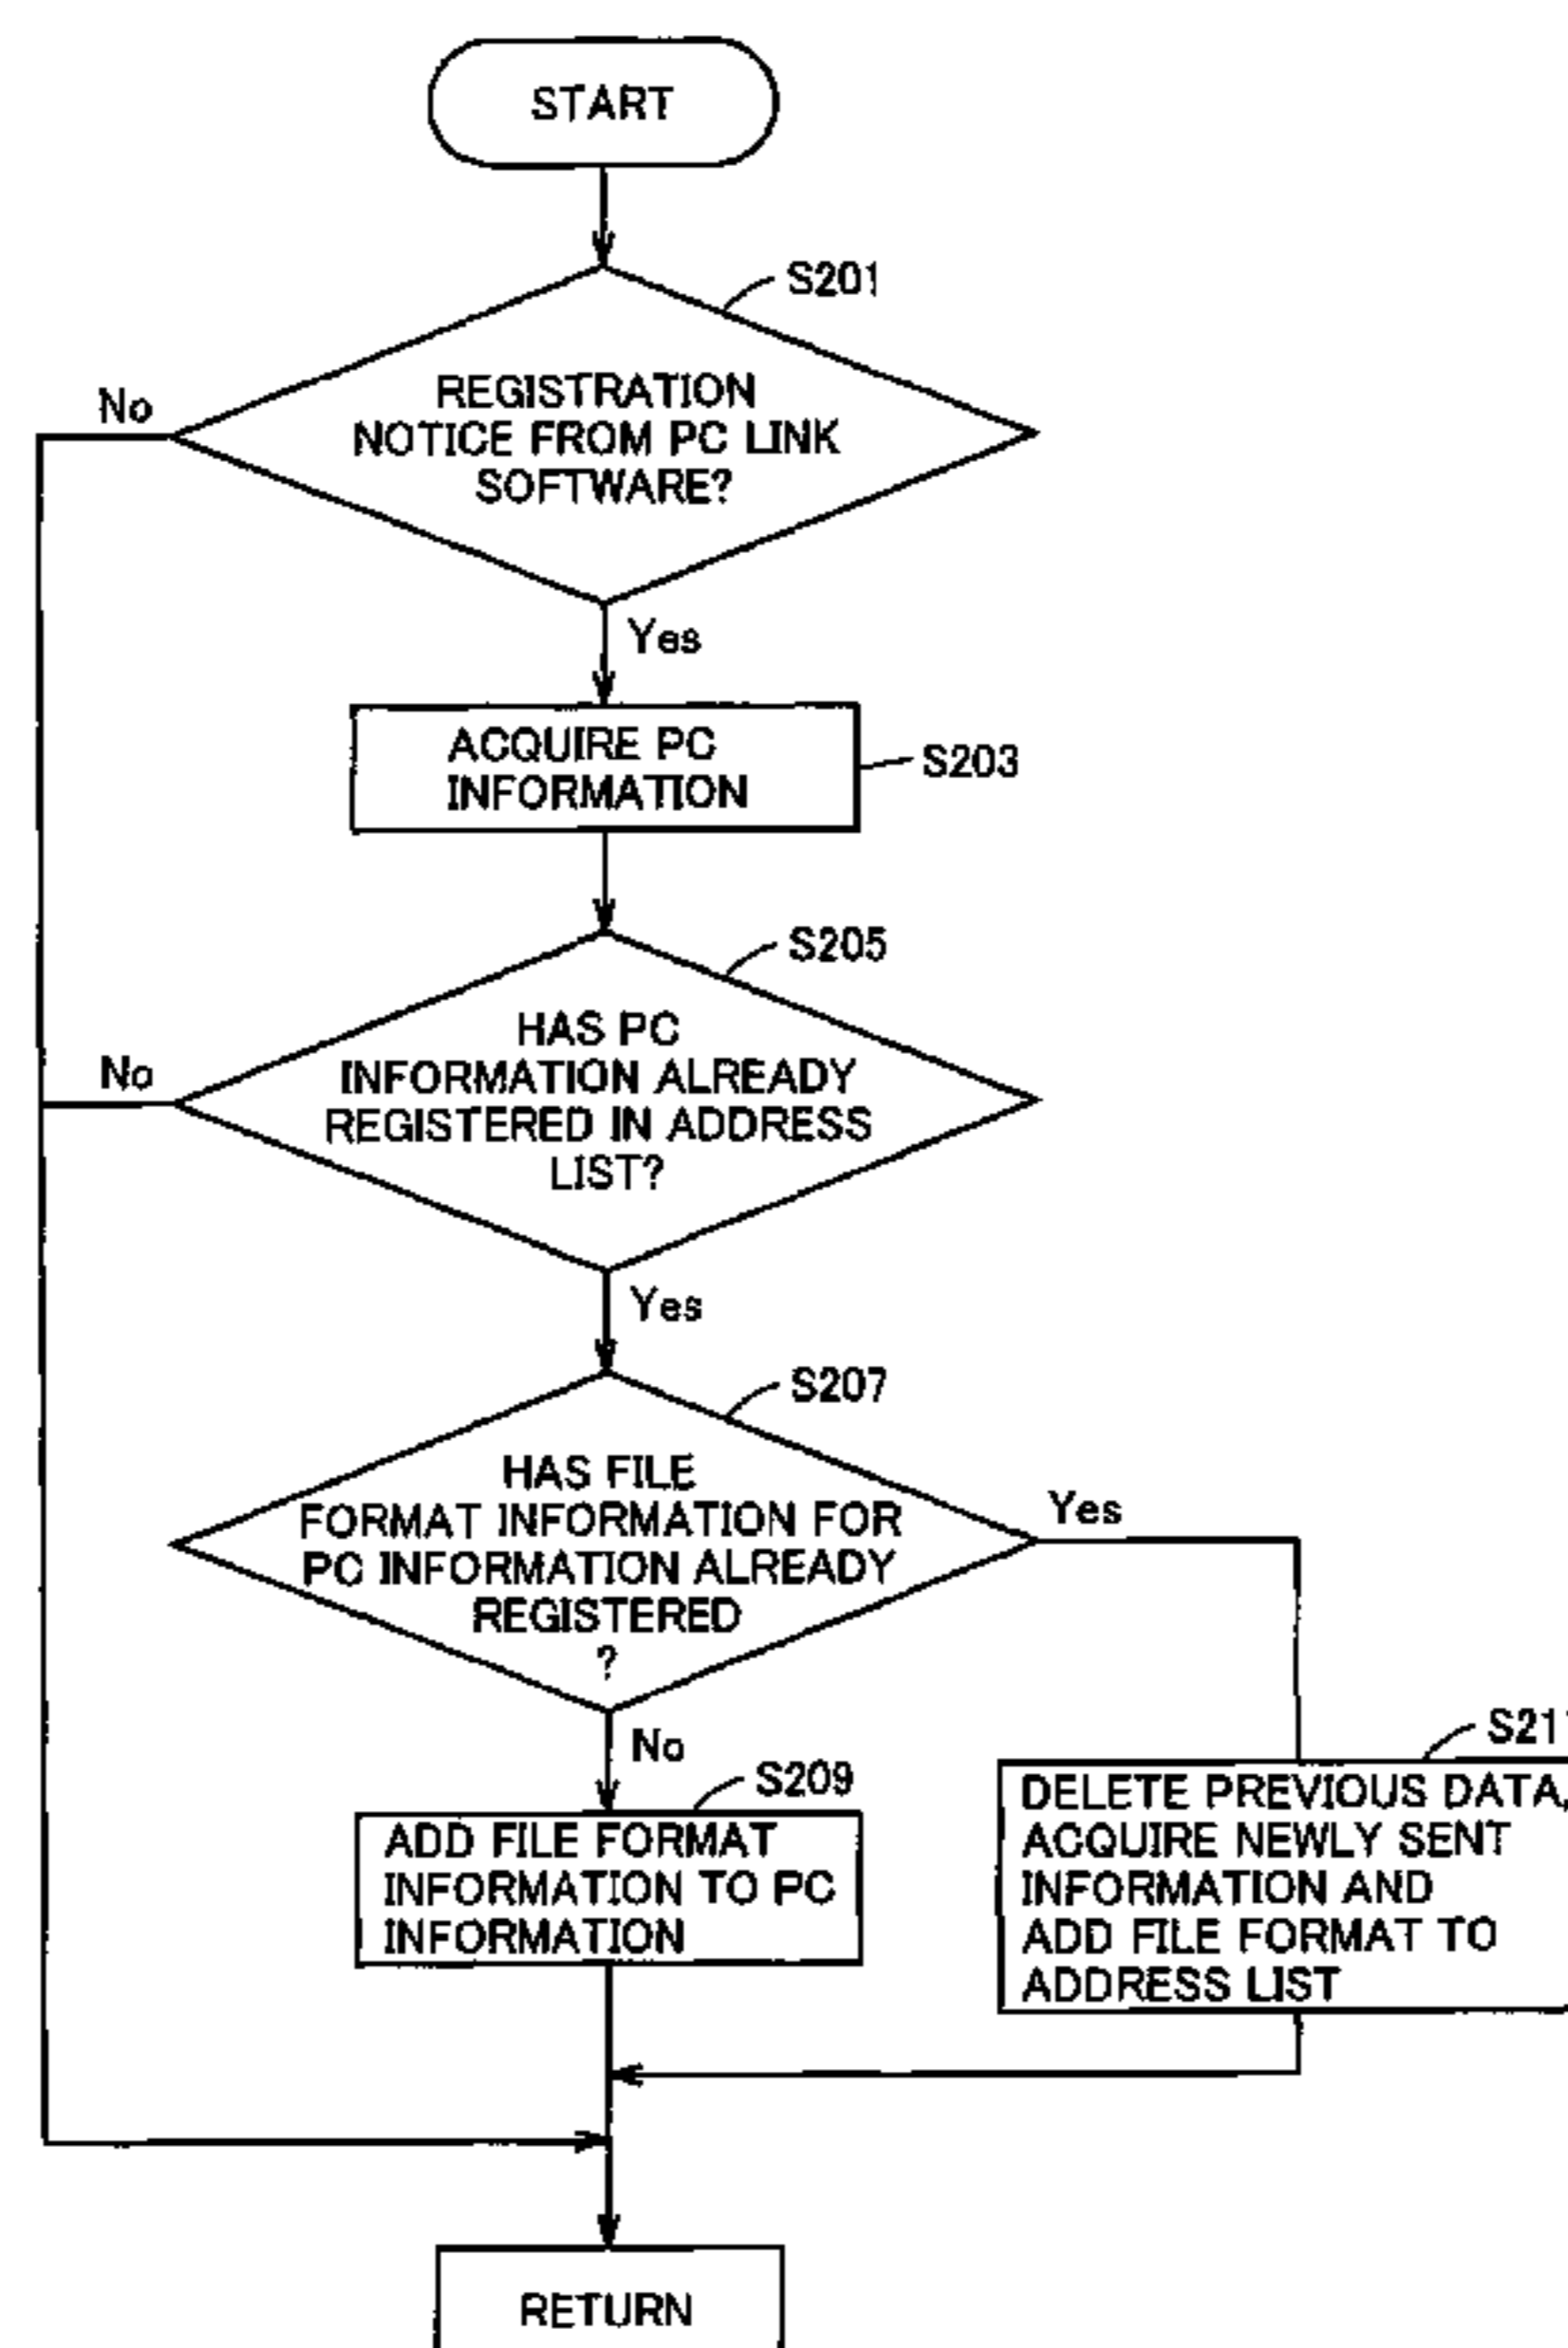 START
S201
No
REGISTRATION
NOTICE FROM PC LINK
SOFTWARE?
Yes
ACQUIRE PC
INFORMATION
S203
S205
No
HAS PC
INFORMATION ALREADY
REGISTERED IN ADDRESS
LIST?
Yes
S207
HAS FILE
FORMAT INFORMATION FOR
PC INFORMATION ALREADY
REGISTERED
?
Yes
No
S209
ADD FILE FORMAT
INFORMATION TO PC
INFORMATION
DELETE PREVIOUS DATA,
ACQUIRE NEWLY SENT
INFORMATION AND
ADD FILE FORMAT TO
ADDRESS LIST
RETURN